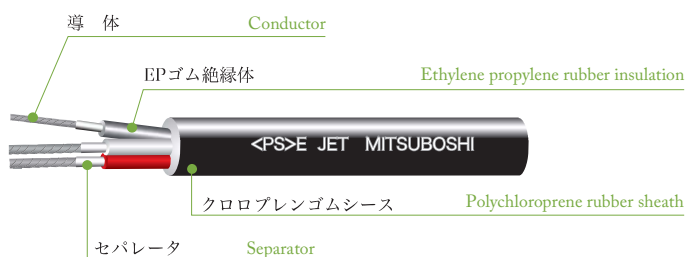 導　体 Conductor
EPゴム絶縁体 Ethylene propylene rubber insulation
<PS>E JET MITSUBOSHI
クロロプレンゴムシース Polychloroprene rubber sheath
セパレータ Separator